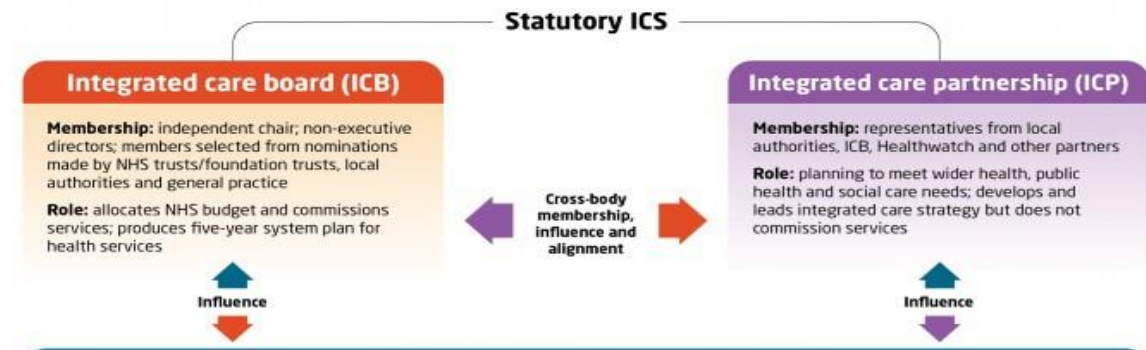 Statutory ICS
Integrated care board (ICB)
Membership: independent chair; non-executive
directors; members selected from nominations
made by NHS trusts/foundation trusts, local
authorities and general practice
Role: allocates NHS budget and commissions
services; produces five-year system plan for
health services
Cross-body
membership,
influence and
alignment
Integrated care partnership (ICP)
Membership: representatives from local
authorities, ICB, Healthwatch and other partners
Role: planning to meet wider health, public
health and social care needs; develops and
leads integrated care strategy but does not
commission services
Influence
Influence